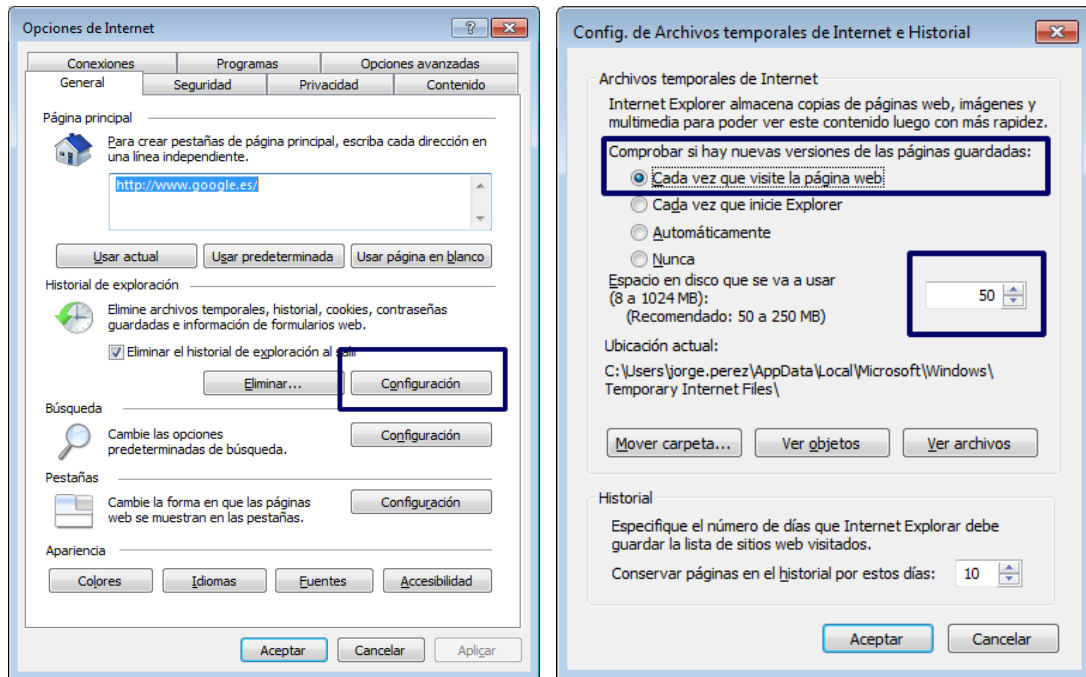 Opciones de Internet
Conexiones Programas Opciones avanzadas
General Seguridad Privacidad Contenido
Página principal
Para crear pestañas de página principal, escriba cada dirección en
una línea independiente.
http://www.google.es/
Usar actual Usar predeterminada Usar página en blanco
Historial de exploración
Elimine archivos temporales, historial, cookies, contraseñas
guardadas e información de formularios web.
Eliminar el historial de exploración al salir
Eliminar... Configuración
Búsqueda
Cambie las opciones
predeterminadas de búsqueda.
Configuración
Pestañas
Cambie la forma en que las páginas
web se muestran en las pestañas.
Configuración
Apariencia
Colores Idiomas Fuentes Accesibilidad
Aceptar Cancelar Aplicar
Config. de Archivos temporales de Internet e Historial
Archivos temporales de Internet
Internet Explorer almacena copias de páginas web, imágenes y
multimedia para poder ver este contenido luego con más rapidez.
Comprobar si hay nuevas versiones de las páginas guardadas:
Cada vez que visite la página web
Cada vez que inicie Explorer
Automáticamente
Nunca
Espacio en disco que se va a usar
(8 a 1024 MB):
50
(Recomendado: 50 a 250 MB)
Ubicación actual:
C:\Users\jorge.perez\AppData\Local\Microsoft\Windows\
Temporary Internet Files\
Mover carpeta... Ver objetos Ver archivos
Historial
Especifique el número de días que Internet Explorar debe
guardar la lista de sitios web visitados.
Conservar páginas en el historial por estos días: 10
Aceptar Cancelar